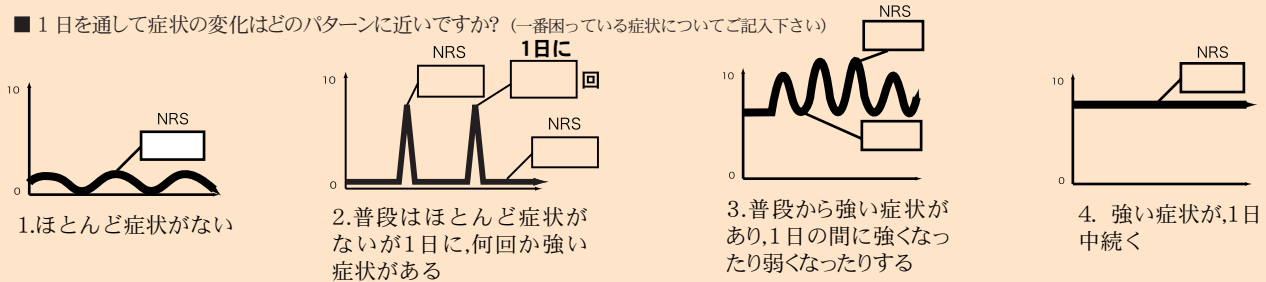 ■ 1 日を通して症状の変化はどのパターンに近いですか? (一番困っている症状についてご記入下さい)
10
NRS
0
1.ほとんど症状がない
10
NRS
1日に
回
NRS
0
2.普段はほとんど症状が
ないが1日に,何回か強い
症状がある
NRS
10
0
3.普段から強い症状が
あり,1日の間に強くなっ
たり弱くなったりする
NRS
10
0
4. 強い症状が,1日
中続く